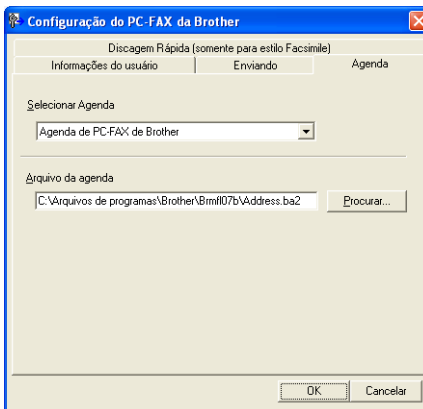 Configuração do PC-FAX da Brother
Discagem Rápida (somente para estilo Facsimile)
Informações do usuário
Enviando
Agenda
Selecionar Agenda
Agenda de PC-FAX de Brother
Arquivo da agenda
C:\Arquivos de programas\Brother\Brmfl07b\Address.ba2
Procurar...
OK
Cancelar